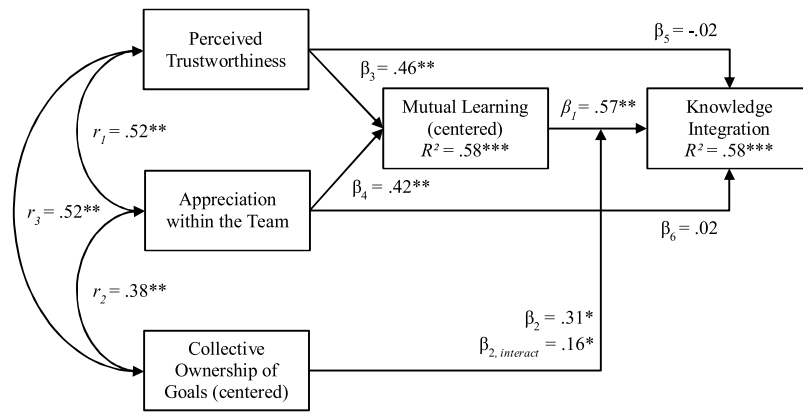 Perceived
Trustworthiness
β5 = -.02
β3 = .46**
Mutual Learning
(centered)
R² = .58***
β1 = .57**
Knowledge
Integration
R² = .58***
r1 = .52**
Appreciation
within the Team
β4 = .42**
r3 = .52**
β6 = .02
r2 = .38**
β2 = .31*
β2, interact = .16*
Collective
Ownership of
Goals (centered)